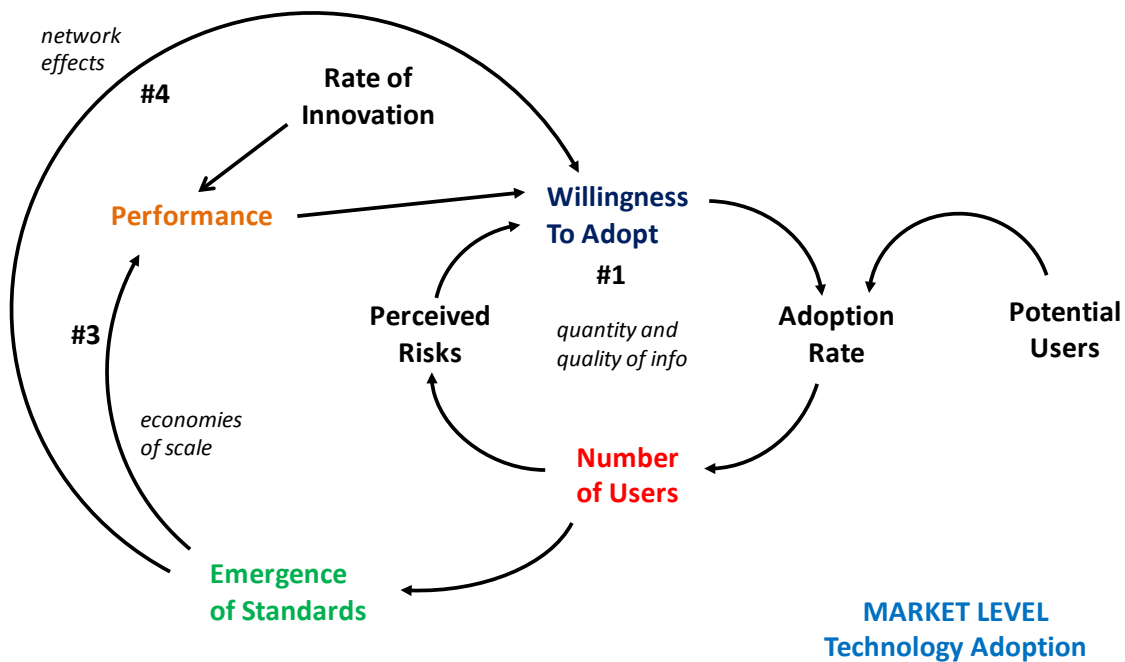 network
effects
#4
Rate of
Innovation
Performance
Willingness
To Adopt
#1
#3
Perceived
Risks
quantity and
quality of info
Adoption
Rate
Potential
Users
economies
of scale
Number
of Users
Emergence
of Standards
MARKET LEVEL
Technology Adoption